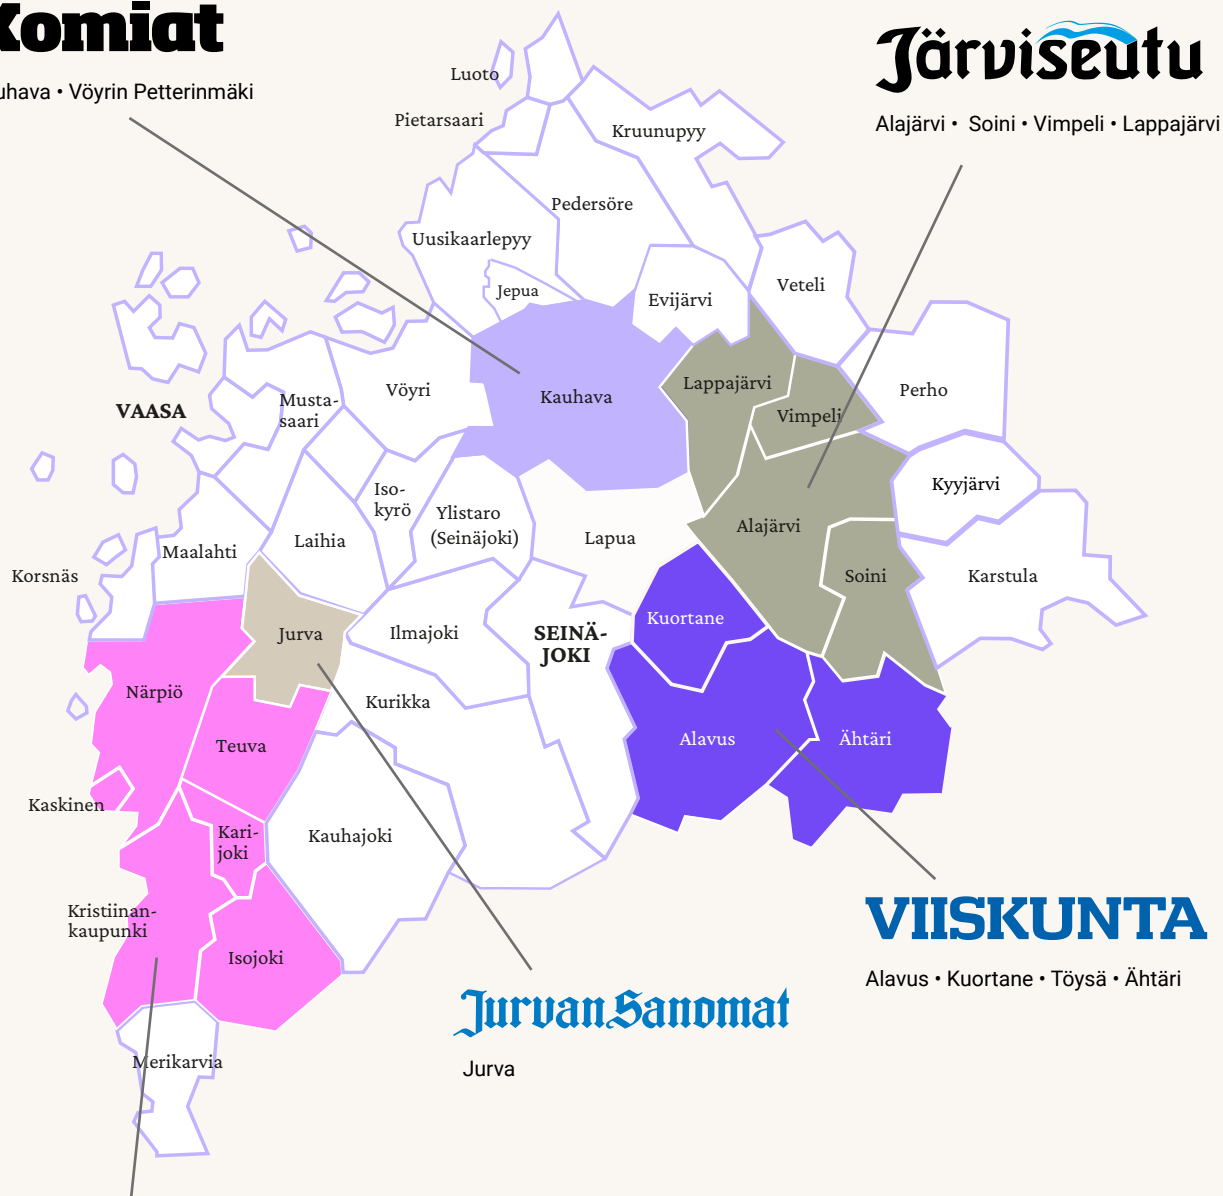 Komiat
uhava • Vöyrin Petterinmäki
Järviseutu
Alajärvi • Soini • Vimpeli • Lappajärvi
Luoto
Pietarsaari
Kruunupyy
Pedersöre
Uusikaarlepyy
Jepua
Evijärvi
Veteli
Vöyri
Kauhava
Lappajärvi
Vimpeli
Perho
VAASA
Musta-
saari
Kyyjärvi
Iso-
kyrö
Ylistaro
(Seinäjoki)
Lapua
Alajärvi
Maalahti
Laihia
Korsnäs
Soini
Karstula
Kuortane
Jurva
Ilmajoki
SEINÄ-
JOKI
Närpiö
Kurikka
Teuva
Alavus
Ähtäri
Kaskinen
Kari-
joki
Kauhajoki
Kristiinan-
kaupunki
Isojoki
VIISKUNTA
Alavus • Kuortane • Töysä • Ähtäri
Jurvan Sanomat
Jurva
Merikarvia